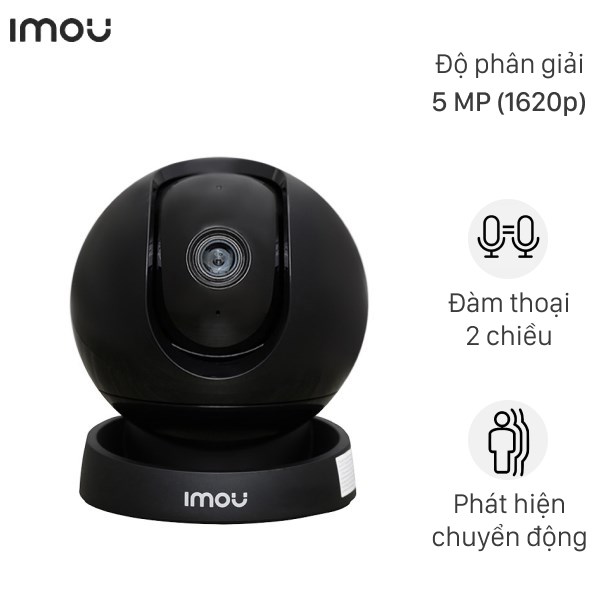 imou
Độ phân giải
5 MP (1620p)
Đàm thoại
2 chiều
imou
Phát hiện
chuyển động